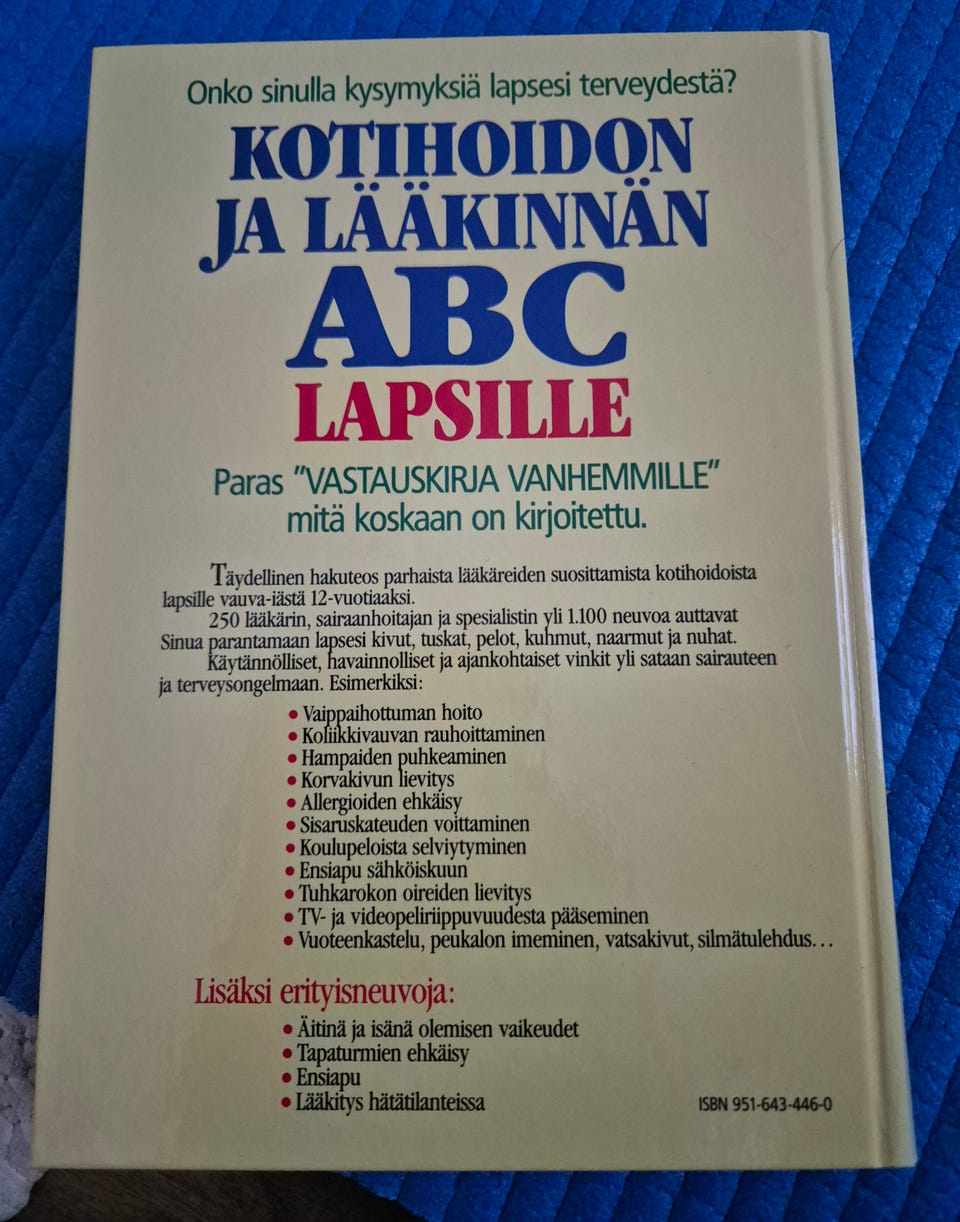 Onko sinulla kysymyksiä lapsesi terveydestä?
KOTIHOIDON
JA LÄÄKINNÄN
ABC
LAPSILLE
Paras "VASTAUSKIRJA VANHEMMILLE"
mitä koskaan on kirjoitettu.
Täydellinen hakuteos parhaista lääkäreiden suosittamista kotihoidoista
lapsille vauva-iästä 12-vuotiaaksi.
250 lääkärin, sairaanhoitajan ja spesialistin yli 1.100 neuvoa auttavat
Sinua parantamaan lapsesi kivut, tuskat, pelot, kuhmut, naarmut ja nuhat.
Käytännölliset, havainnolliset ja ajankohtaiset vinkit yli sataan sairauteen
ja terveysongelmaan. Esimerkiksi:
• Vaippaihottuman hoito
• Koliikkivauvan rauhoittaminen
• Hampaiden puhkeaminen
• Korvakivun lievitys
• Allergioiden ehkäisy
• Sisaruskateuden voittaminen
• Koulupeloista selviytyminen
• Ensiapu sähköiskuun
• Tuhkarokon oireiden lievitys
• TV- ja videopeliriippuvuudesta pääseminen
• Vuoteenkastelu, peukalon imeminen, vatsakivut, silmätulehdus...
Lisäksi erityisneuvoja:
• Äitinä ja isänä olemisen vaikeudet
• Tapaturmien ehkäisy
• Ensiapu
• Lääkitys hätätilanteissa
ISBN 951-643-446-0